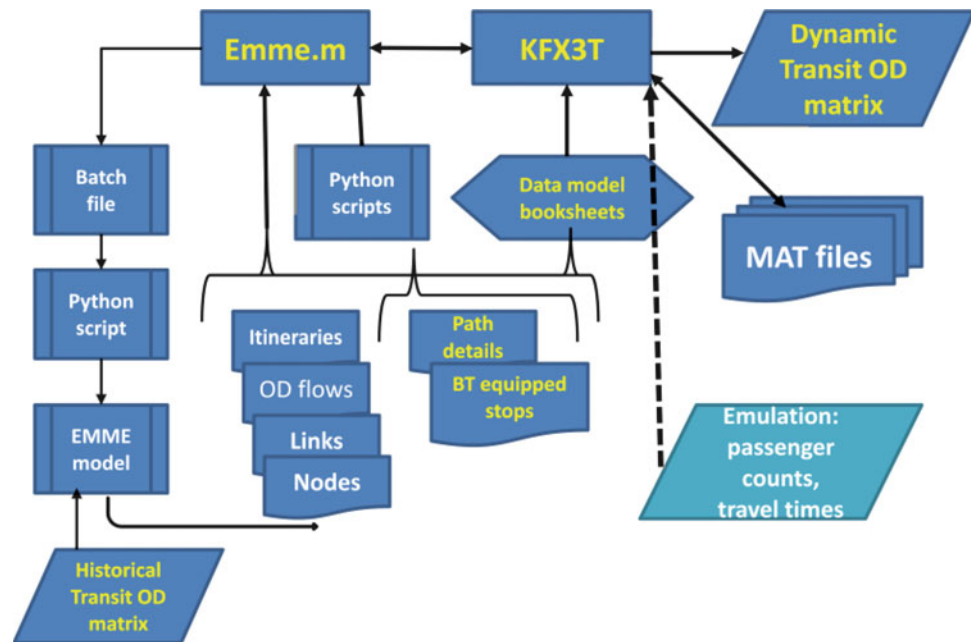 Emme.m
KFX3T
Dynamic
Transit OD
matrix
Batch
file
Python
scripts
Data model
booksheets
MAT files
Python
script
Itineraries
OD flows
Links
Nodes
Path
details
BT equipped
stops
EMME
model
Emulation:
passenger
counts,
travel times
Historical
Transit OD
matrix